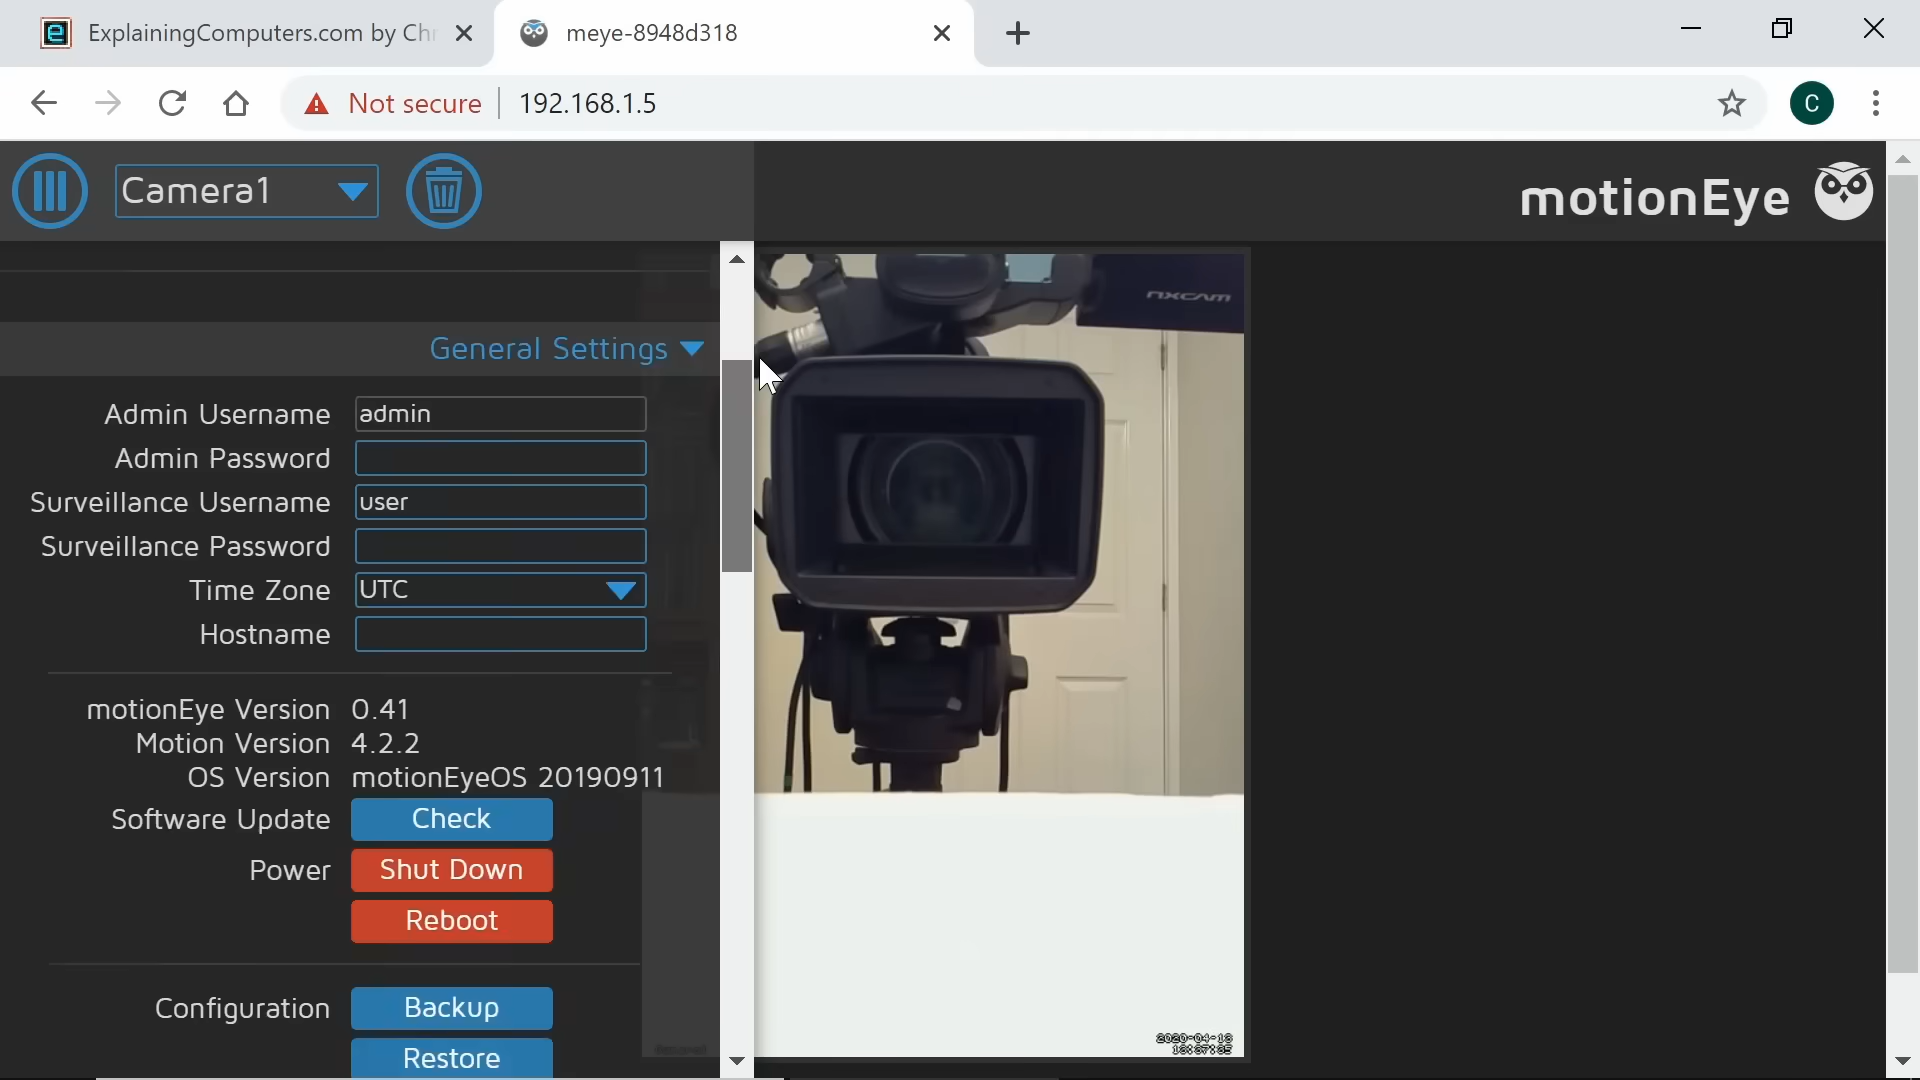 ExplainingComputers.com by Ch
meye-8948d318
Not secure
192.168.1.5
C
Camera1
motionEye
General Settings
Admin Username
admin
Admin Password
Surveillance Username
user
Surveillance Password
Time Zone
UTC
Hostname
motionEye Version 0.41
Motion Version 4.2.2
OS Version motionEyeOS 20190911
Software Update
Check
Power
Shut Down
Reboot
Configuration
Backup
Restore
NXCAM